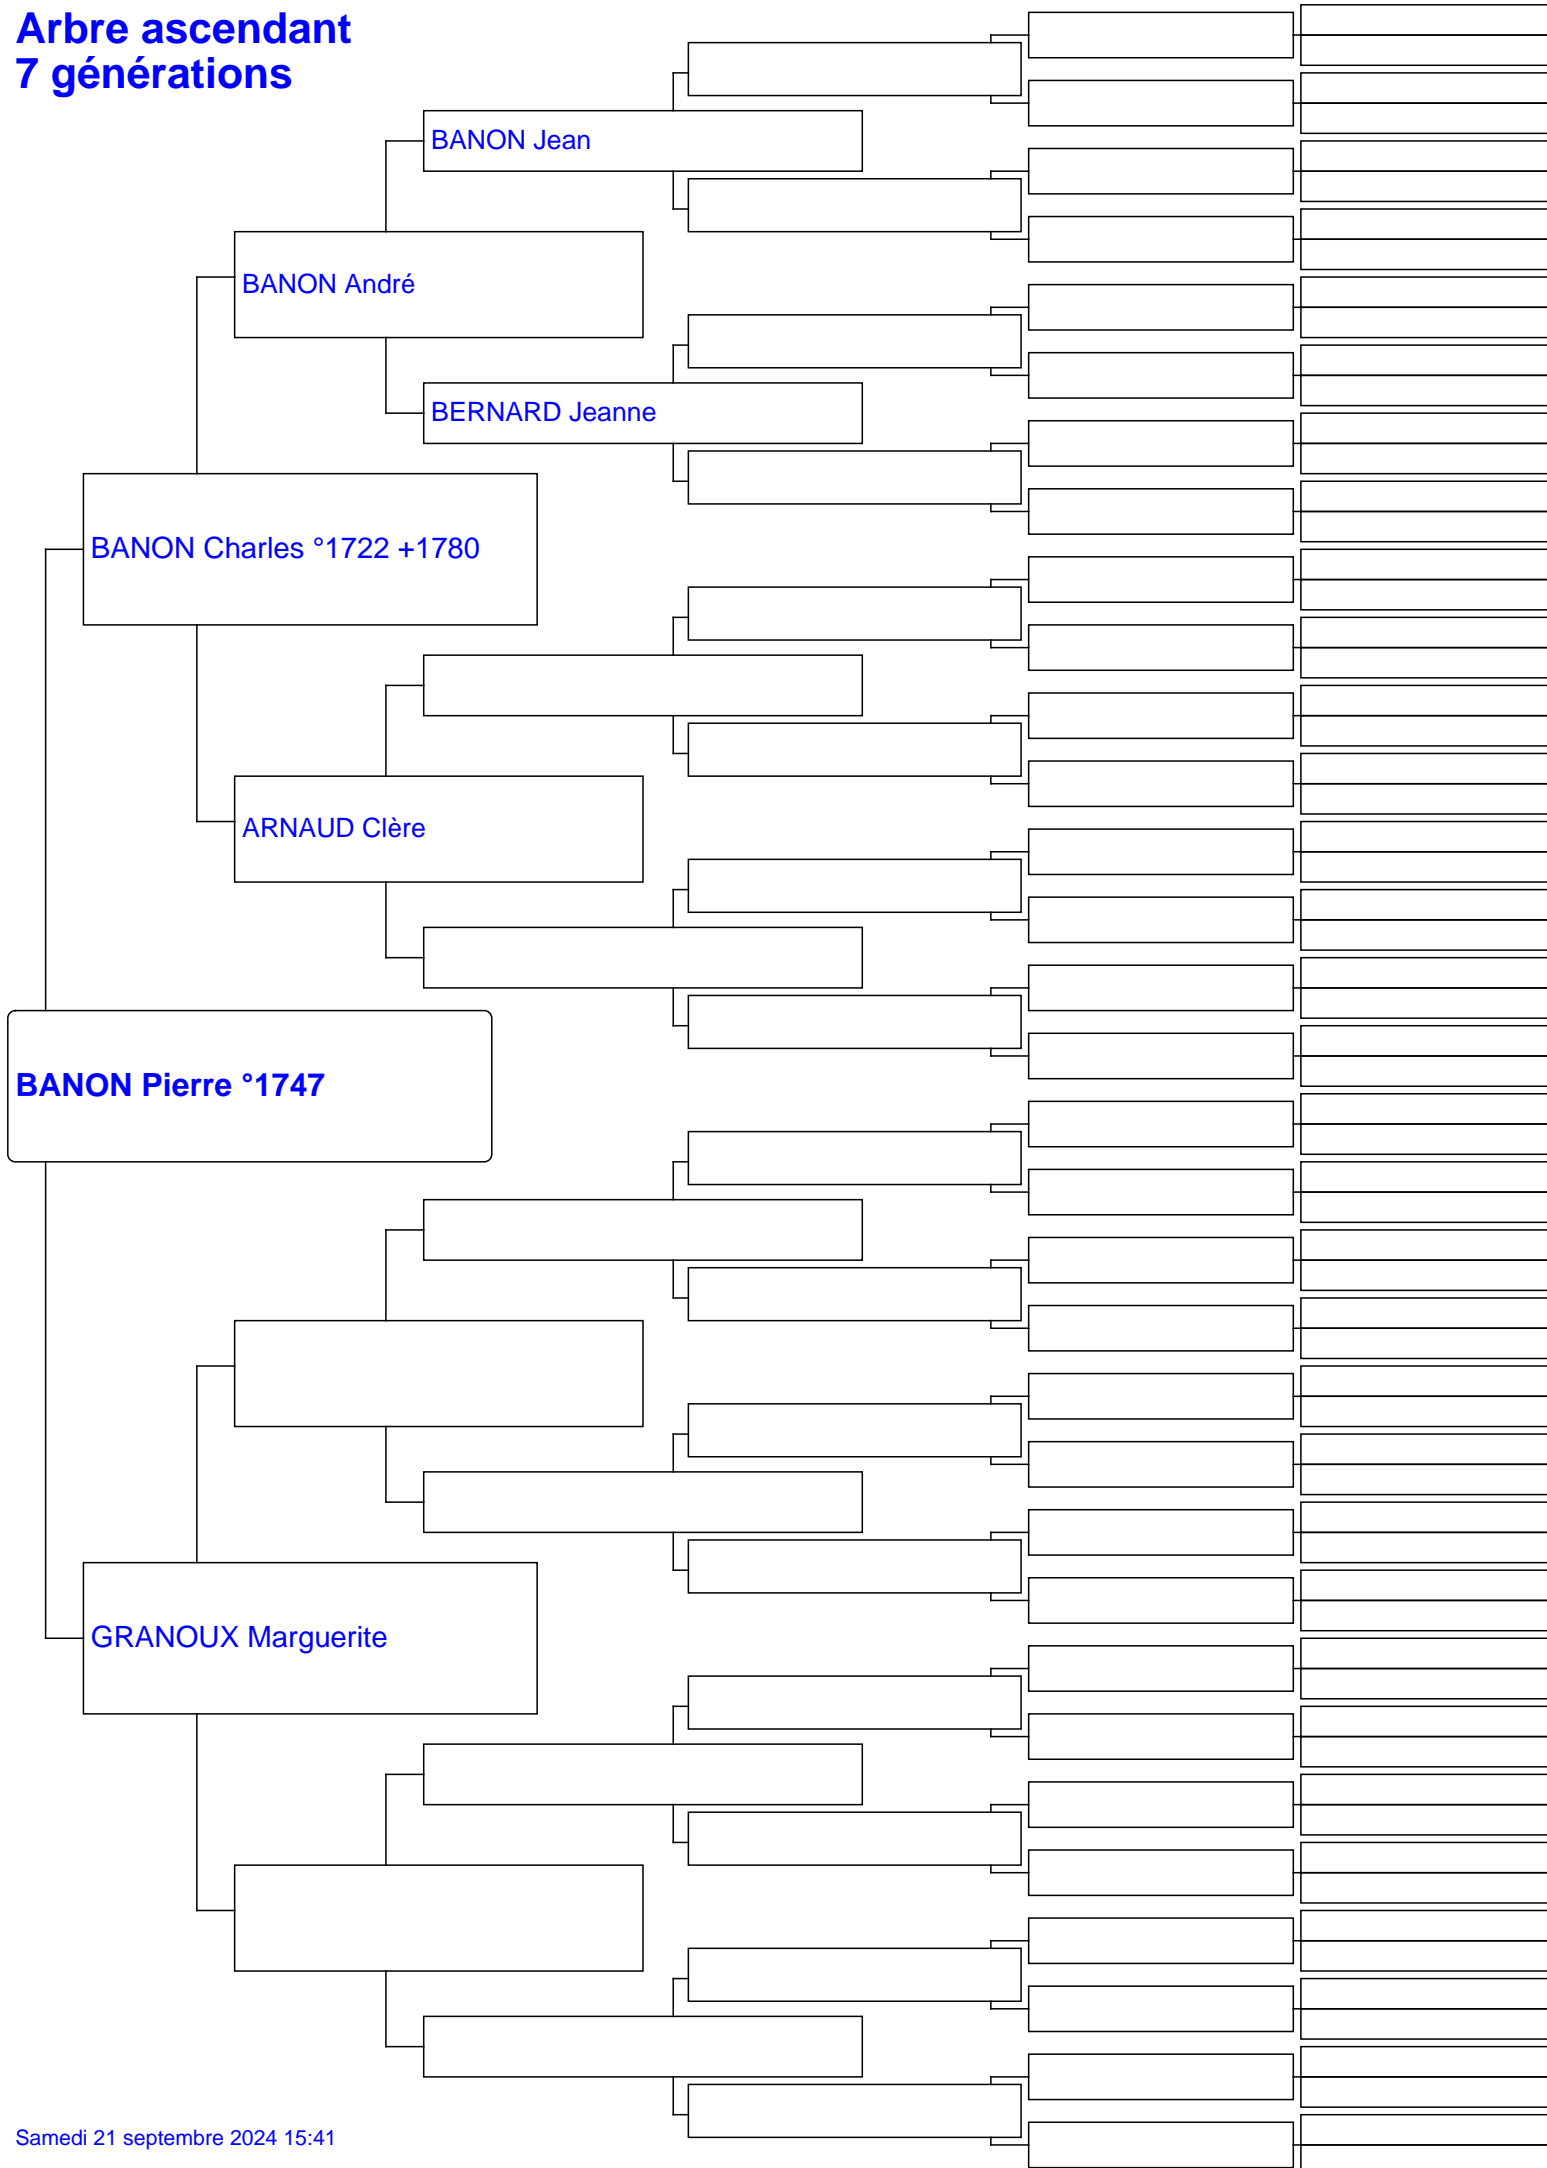 Arbre ascendant
7 générations
BANON Jean
BANON André
BERNARD Jeanne
BANON Charles °1722 +1780
ARNAUD Clère
BANON Pierre °1747
GRANOUX Marguerite
Samedi 21 septembre 2024 15:41